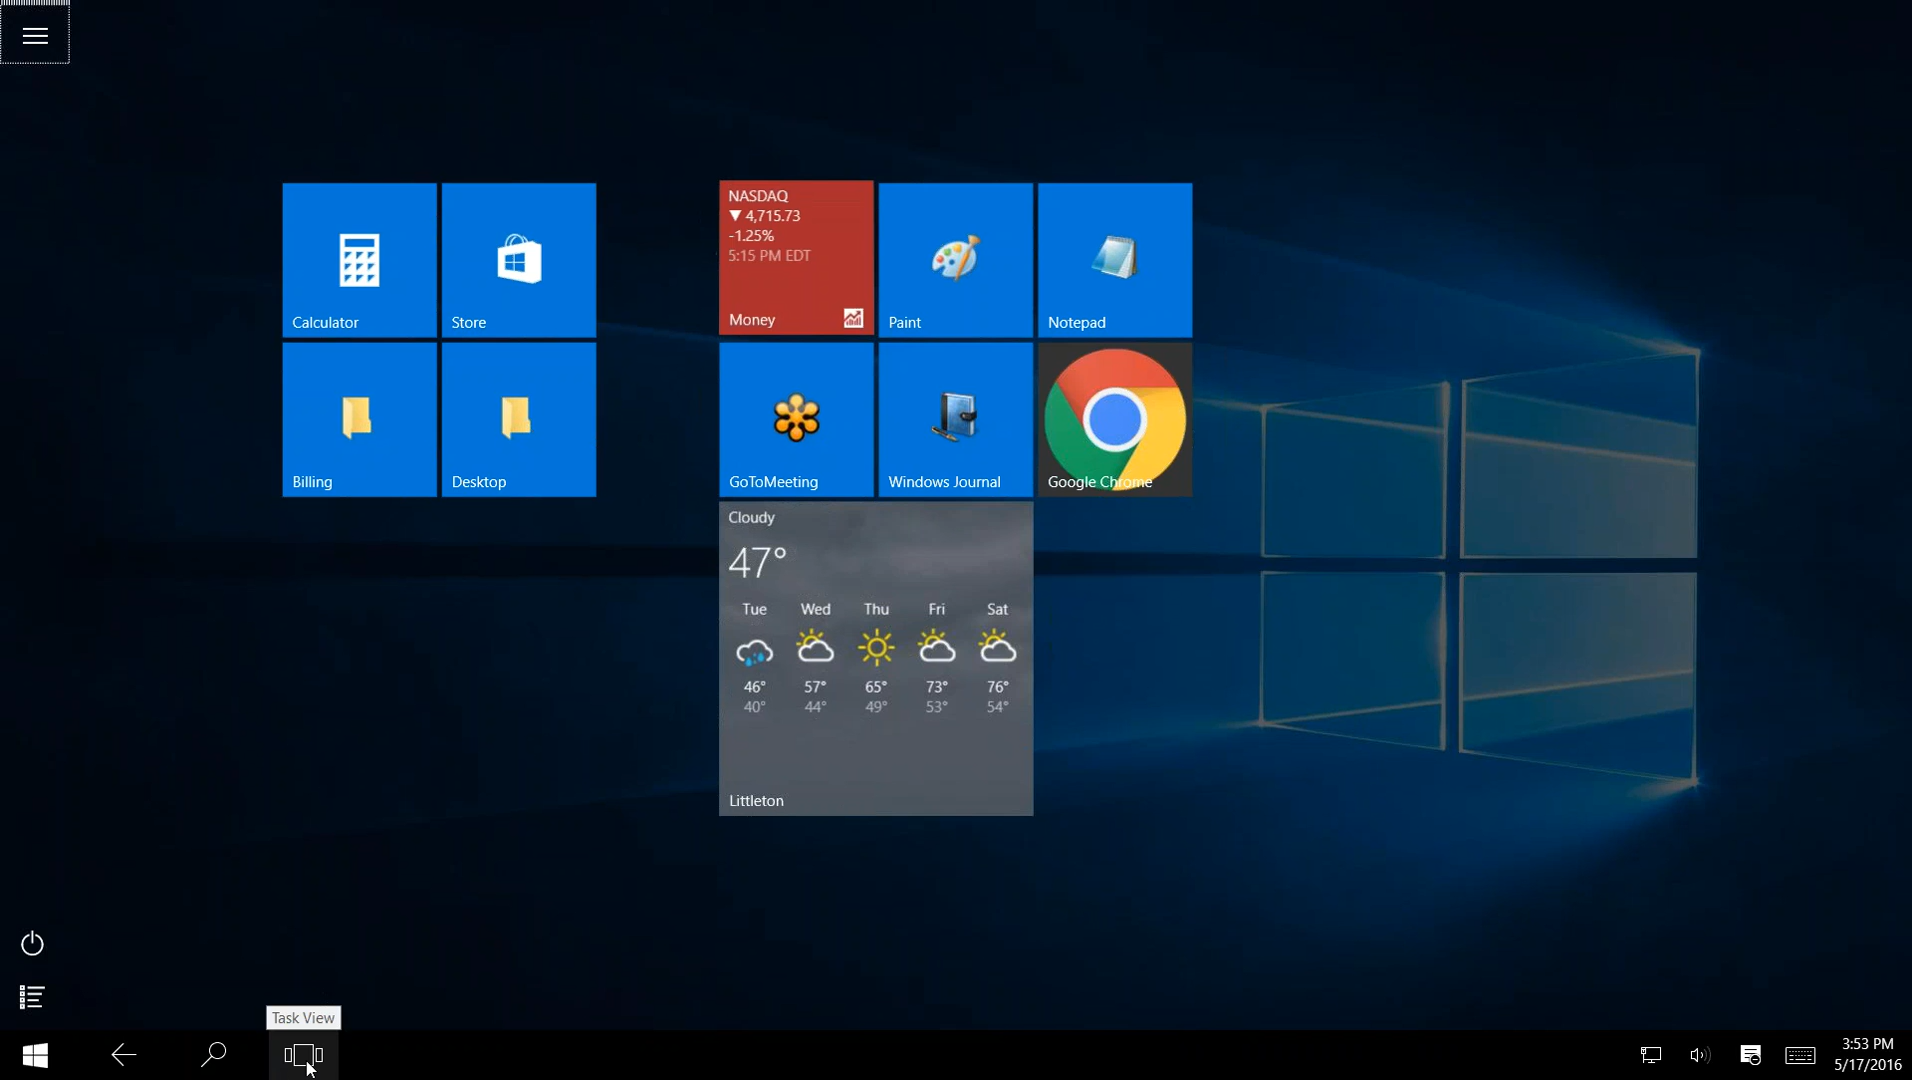 Calculator
Store
Billing
Desktop
NASDAQ
▼ 4,715.73
-1.25%
5:15 PM EDT
Money
Paint
Notepad
GoToMeeting
Windows Journal
Google Chrome
Cloudy
47°
Tue Wed Thu Fri Sat
46° 57° 65° 73° 76°
40° 44° 49° 53° 54°
Littleton
Task View
3:53 PM
5/17/2016